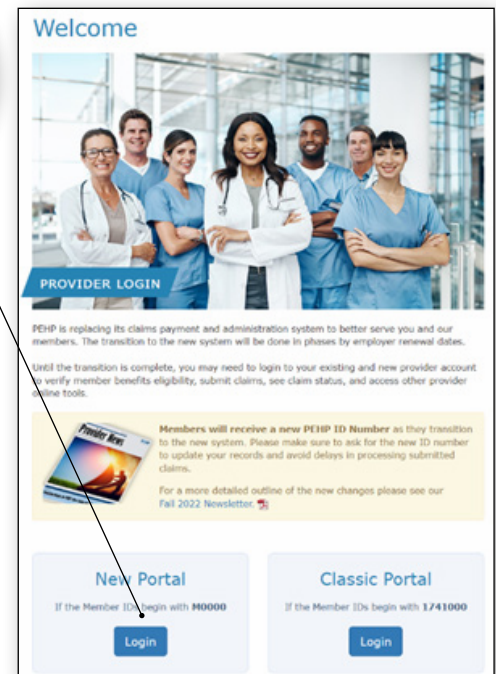 Welcome
PROVIDER LOGIN
PEHP is replacing its claims payment and administration system to better serve you and our
members. The transition to the new system will be done in phases by employer renewal dates.
Until the transition is complete, you may need to login to your existing and new provider account
to verify member benefits eligibility, submit claims, see claim status, and access other provider
online tools.
Provider News
Members will receive a new PEHP ID Number as they transition
to the new system. Please make sure to ask for the new ID number
to update your records and avoid delays in processing submitted
claims.
For a more detailed outline of the new changes please see our
Fall 2022 Newsletter.
New Portal
If the Member IDs begin with M0000
Login
Classic Portal
If the Member IDs begin with 1741000
Login